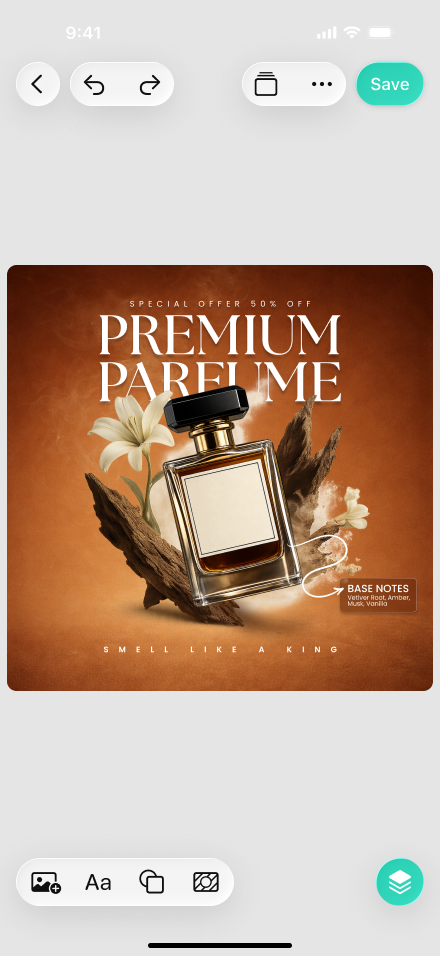 9:41
Save
SPECIAL OFFER 50% OFF
PREMIUM
PARFUME
BASE NOTES
Vetiver Root, Amber,
Musk, Vanilla
SMELL LIKE A KING
Aa